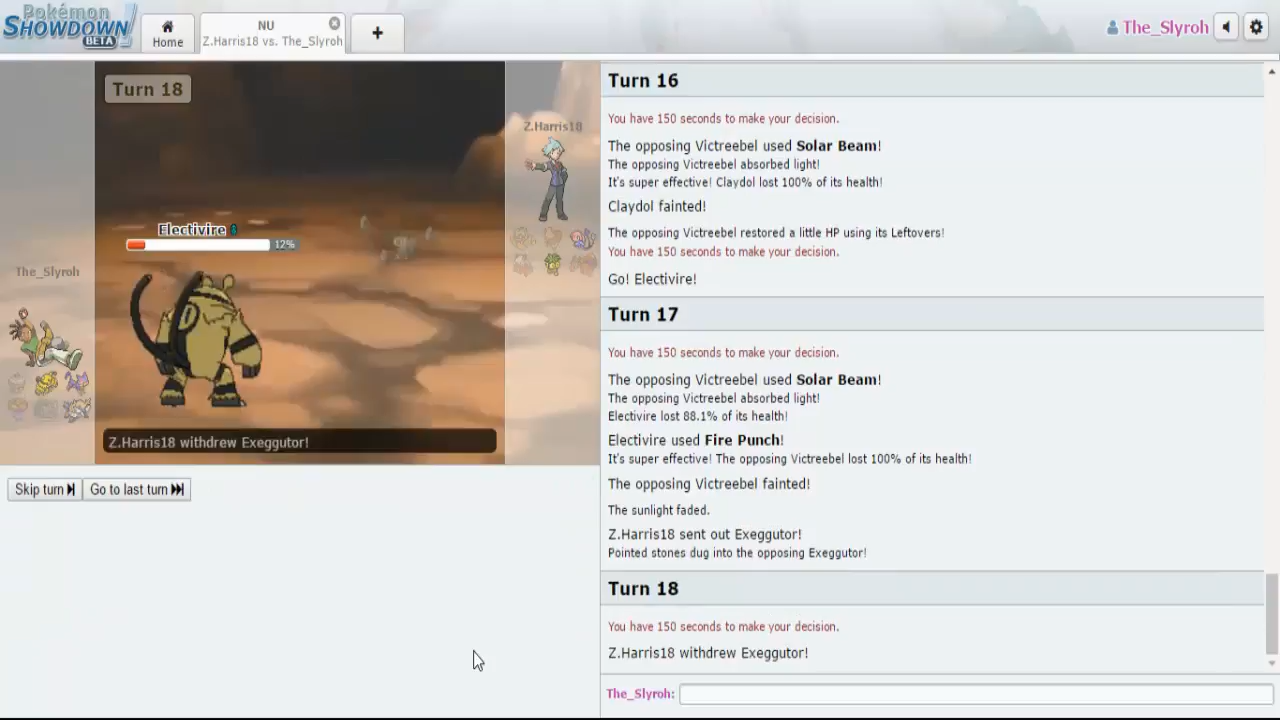 Pokémon
SHOWDOWN
BETA
Home
NU
Z.Harris18 vs. The_Slyroh
+
The_Slyroh
Turn 18
Z.Harris18
Electivire
12%
The_Slyroh
Z.Harris18 withdrew Exeggutor!
Skip turn
Go to last turn
Turn 16
You have 150 seconds to make your decision.
The opposing Victreebel used Solar Beam!
The opposing Victreebel absorbed light!
It's super effective! Claydol lost 100% of its health!
Claydol fainted!
The opposing Victreebel restored a little HP using its Leftovers!
You have 150 seconds to make your decision.
Go! Electivire!
Turn 17
You have 150 seconds to make your decision.
The opposing Victreebel used Solar Beam!
The opposing Victreebel absorbed light!
Electivire lost 88.1% of its health!
Electivire used Fire Punch!
It's super effective! The opposing Victreebel lost 100% of its health!
The opposing Victreebel fainted!
The sunlight faded.
Z.Harris18 sent out Exeggutor!
Pointed stones dug into the opposing Exeggutor!
Turn 18
You have 150 seconds to make your decision.
Z.Harris18 withdrew Exeggutor!
The_Slyroh: